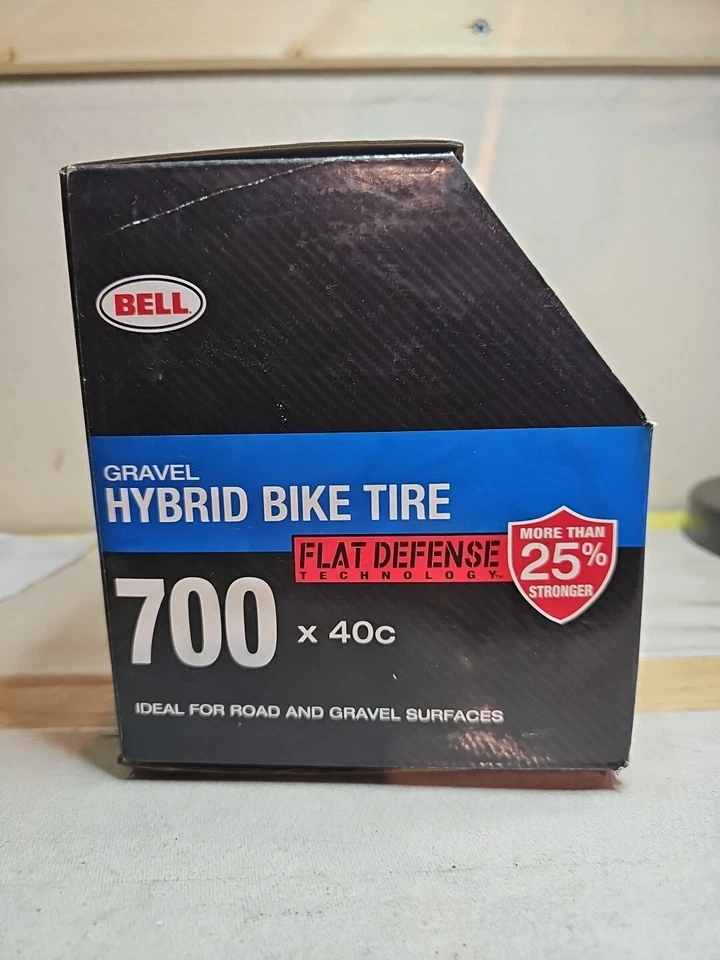 BELL
GRAVEL
HYBRID BIKE TIRE
FLAT DEFENSE
TECHNOLOGY™
MORE THAN
25%
STRONGER
700 x 40c
IDEAL FOR ROAD AND GRAVEL SURFACES